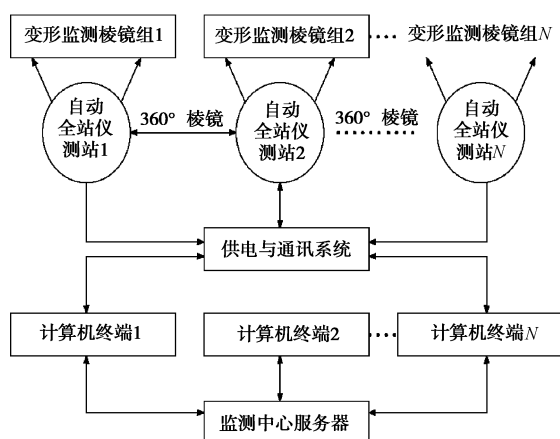 变形监测棱镜组1
变形监测棱镜组2
变形监测棱镜组N
自动
全站仪
测站1
360° 棱镜
自动
全站仪
测站2
360° 棱镜
自动
全站仪
测站N
供电与通讯系统
计算机终端1
计算机终端2
计算机终端N
监测中心服务器